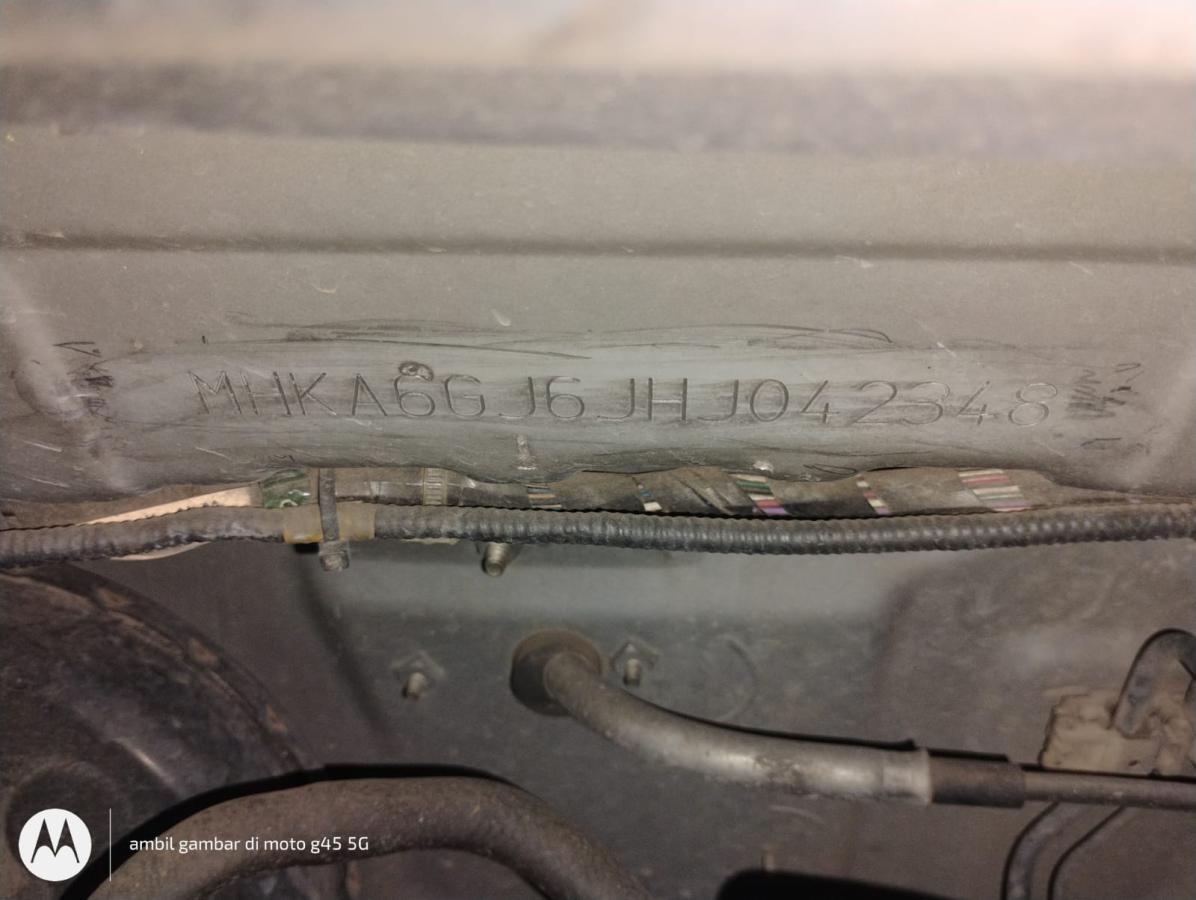 MHKA6GJ6JHJ042348
ambil gambar di moto g45 5G